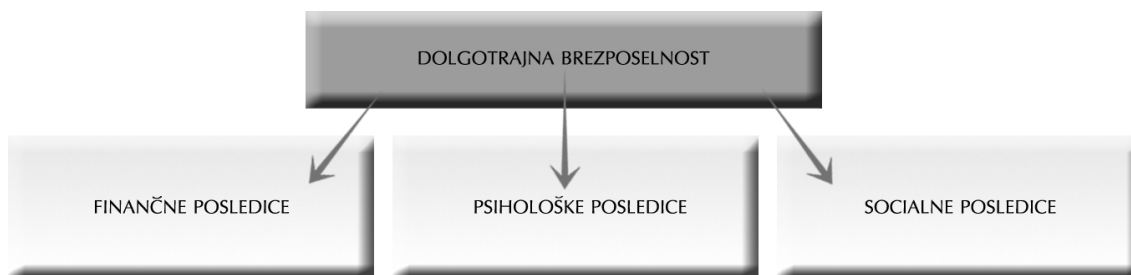 DOLGOTRAJNA BREZPOSELNOST
FINANČNE POSLEDICE
PSIHOLOŠKE POSLEDICE
SOCIALNE POSLEDICE